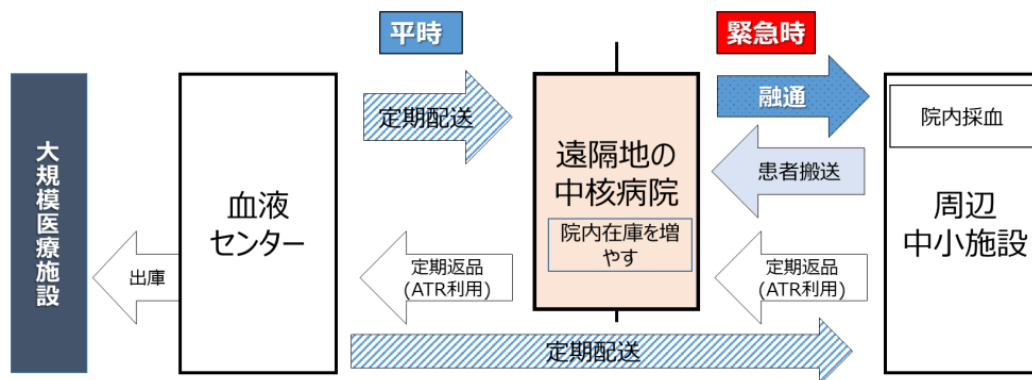 平時
緊急時
大規模医療施設
出庫
血液
センター
定期配送
定期返品
(ATR利用)
遠隔地の
中核病院
院内在庫を増
やす
融通
患者搬送
定期返品
(ATR利用)
院内採血
周辺
中小施設
定期配送